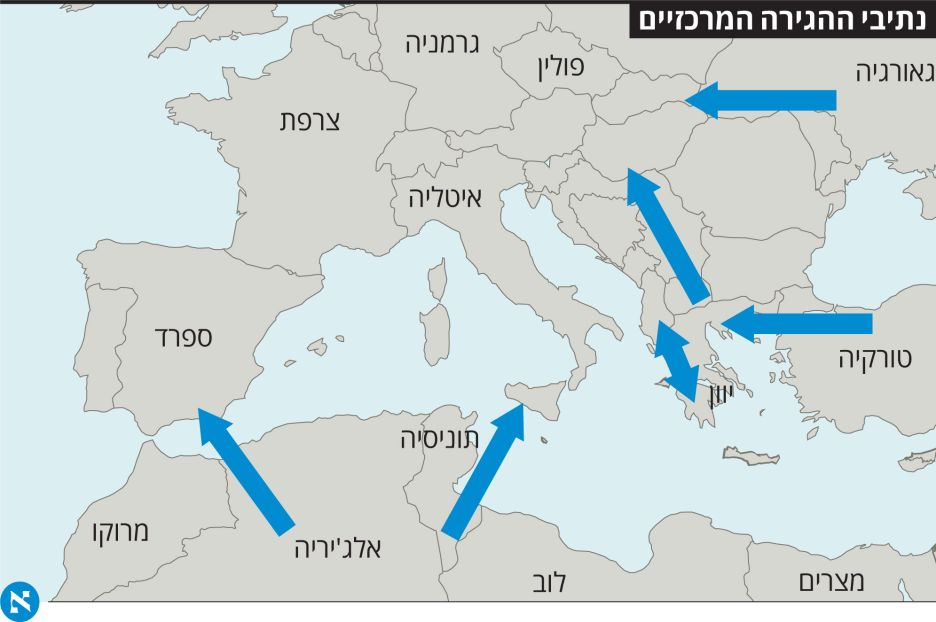 נתיבי ההגירה המרכזיים
גרמניה
פולין
גאורגיה
צרפת
איטליה
ספרד
טורקיה
יוון
תוניסיה
מרוקו
אלג'יריה
לוב
מצרים
א